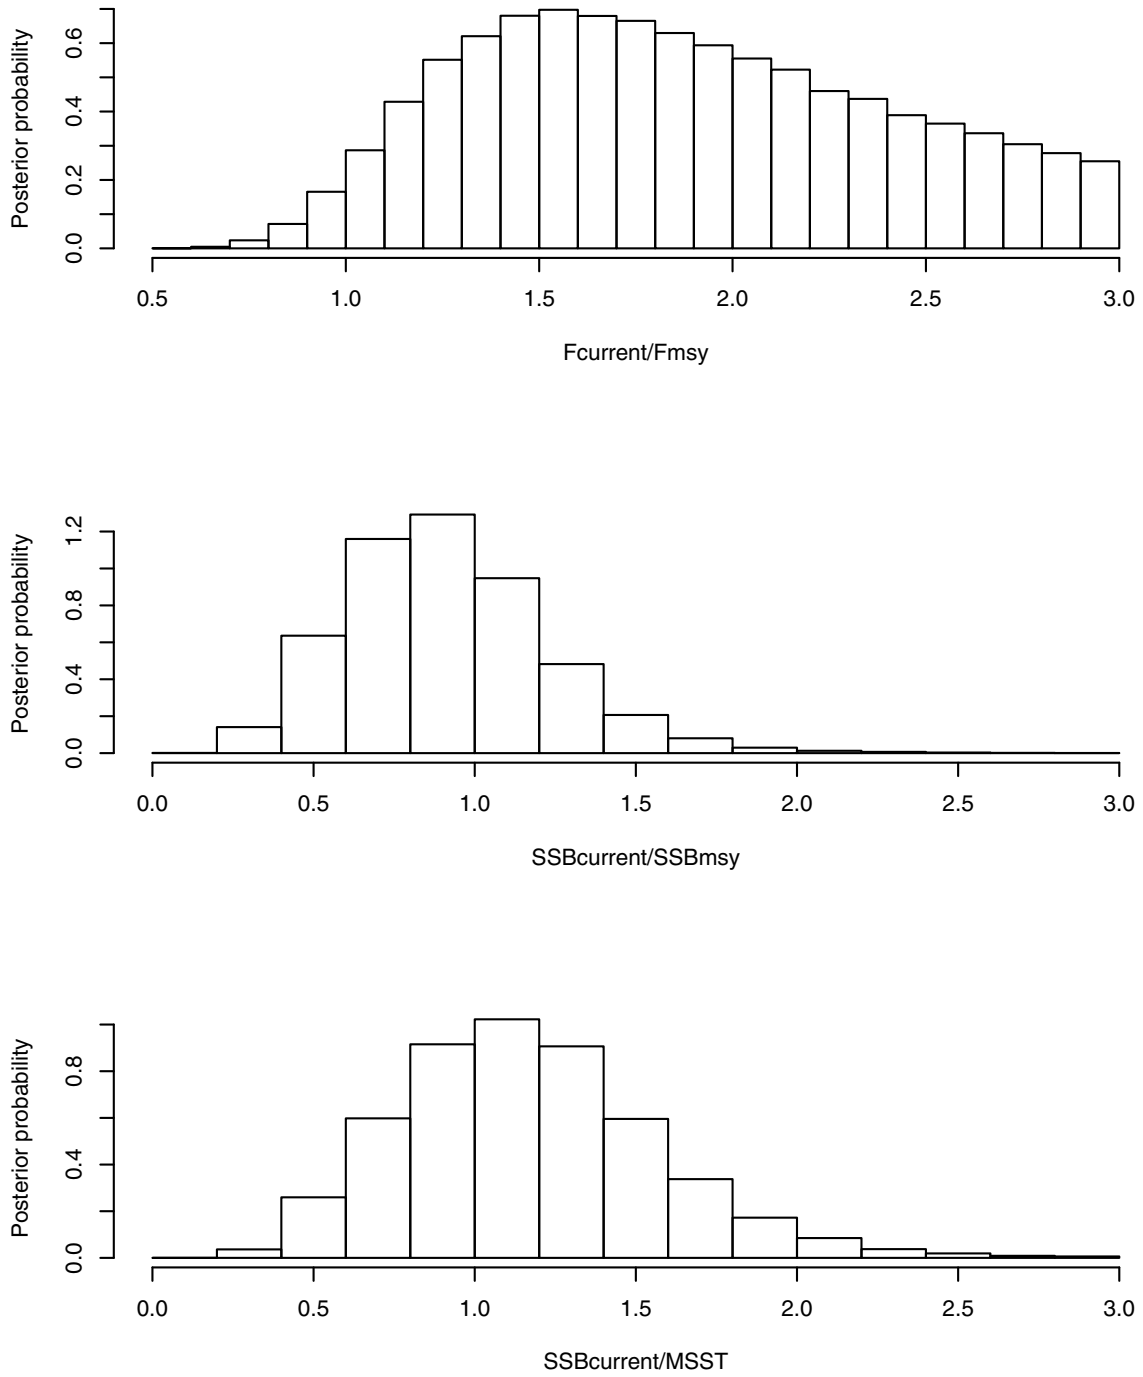 Posterior probability
0.0 0.2 0.4 0.6
0.5 1.0 1.5 2.0 2.5 3.0
Fcurrent/Fmsy
Posterior probability
0.0 0.4 0.8 1.2
0.0 0.5 1.0 1.5 2.0 2.5 3.0
SSBcurrent/SSBmsy
Posterior probability
0.0 0.4 0.8
0.0 0.5 1.0 1.5 2.0 2.5 3.0
SSBcurrent/MSST